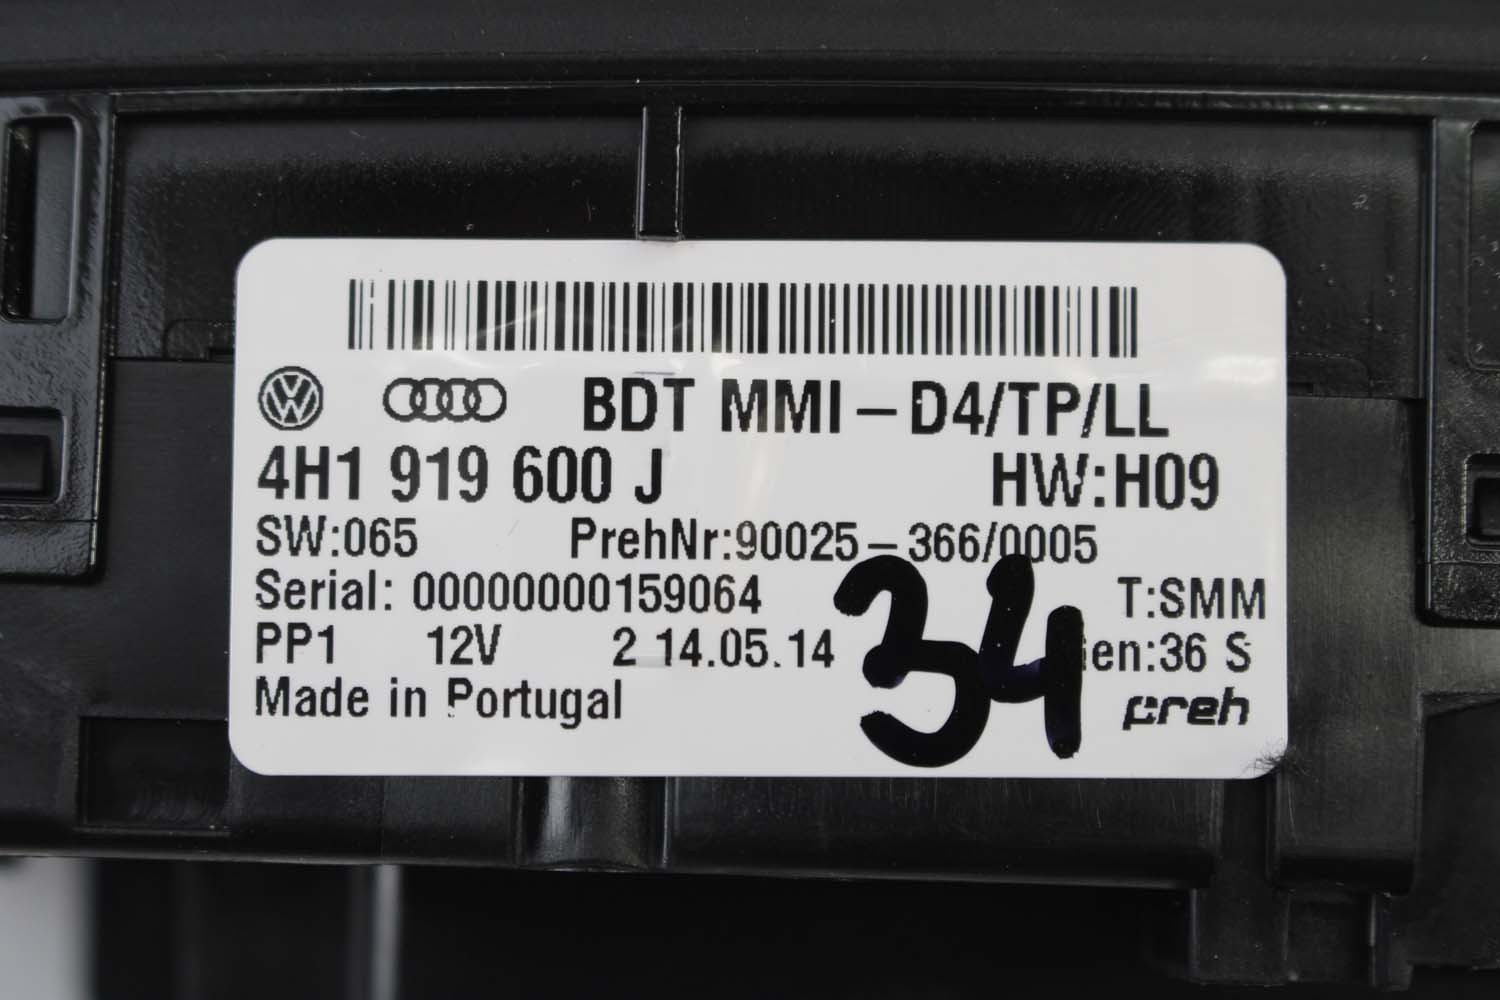 BDT MMI - D4/TP/LL
4H1 919 600 J HW:H09
SW:065 PrehNr:90025-366/0005
Serial: 00000000159064 T:SMM
PP1 12V 2 14.05.14 36 S
Made in Portugal preh
34